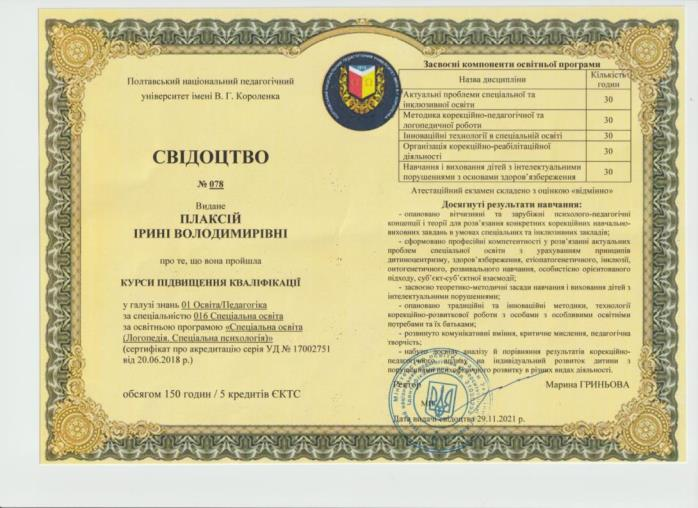 Полтавський національний педагогічний
університет імені В. Г. Короленка
СВІДОЦТВО
№ 078
Видане
ПЛАКСІЙ
ІРИНІ ВОЛОДИМИРІВНІ
про те, що вона пройшла
КУРСИ ПІДВИЩЕННЯ КВАЛІФІКАЦІЇ
у галузі знань 01 Освіта/Педагогіка
за спеціальністю 016 Спеціальна освіта
за освітньою програмою «Спеціальна освіта
(Логопедія. Спеціальна психологія)»
(сертифікат про акредитацію серія УД № 17002751
від 20.06.2018 р.)
обсягом 150 годин / 5 кредитів ЄКТС
Засвоєні компоненти освітньої програми
Назва дисципліни Кількість годин
Актуальні проблеми спеціальної та
інклюзивної освіти 30
Методика корекційно-педагогічної та
логопедичної роботи 30
Інноваційні технології в спеціальній освіті 30
Організація корекційно-реабілітаційної
діяльності 30
Навчання і виховання дітей з інтелектуальними
порушеннями з основами здоров'язбереження 30
Атестаційний екзамен складено з оцінкою «відмінно»
Досягнуті результати навчання:
- опановано вітчизняні та зарубіжні психолого-педагогічні
концепції і теорії для розв'язання конкретних корекційних навчально-
виховних завдань в умовах спеціальних та інклюзивних закладів;
- сформовано професійні компетентності у розв'язанні актуальних
проблем спеціальної освіти з урахуванням принципів
дитиноцентризму, здоров'язбереження, етіопатогенетичного, інклюзії,
онтогенетичного, розвивального навчання, особистісно орієнтованого
підходу, суб'єкт-суб'єктної взаємодії;
- засвоєно теоретико-методичні засади навчання і виховання дітей з
інтелектуальними порушеннями;
- опановано традиційні та інноваційні методики, технології
корекційно-розвиткової роботи з особами з особливими освітніми
потребами та їх батьками;
- розвинуто комунікативні вміння, критичне мислення, педагогічна
творчість;
- набуто досвіду аналізу й порівняння результатів корекційно-
педагогічного впливу на індивідуальний розвиток дитини з
порушеннями психофізичного розвитку в різних видах діяльності.
Ректор Марина ГРИНЬОВА
МП
Дата видачі свідоцтва 29.11.2021 р.